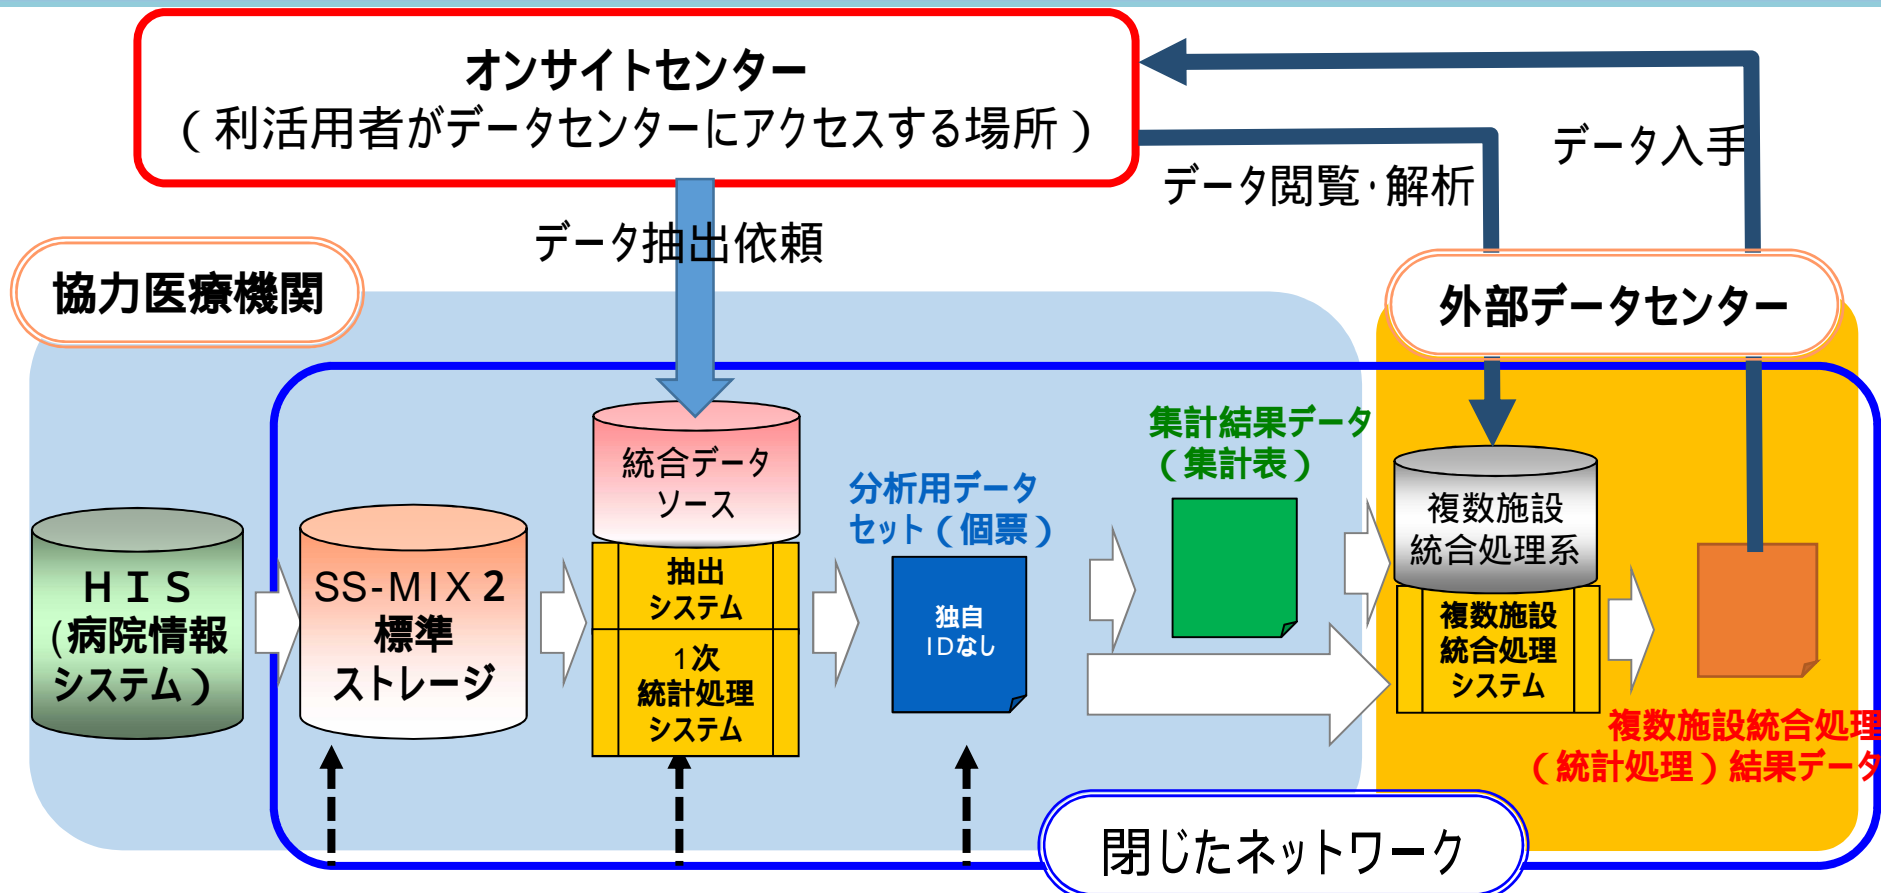 オンサイトセンター
（利活用者がデータセンターにアクセスする場所）
データ入手
データ閲覧・解析
データ抽出依頼
協力医療機関
外部データセンター
集計結果データ
（集計表）
統合データ
ソース
分析用データ
セット（個票）
複数施設
統合処理系
ＨＩＳ
(病院情報
システム）
SS-MIX２
標準
ストレージ
抽出
システム
１次
統計処理
システム
独自
IDなし
複数施設
統合処理
システム
複数施設統合処理
（統計処理）結果データ
閉じたネットワーク